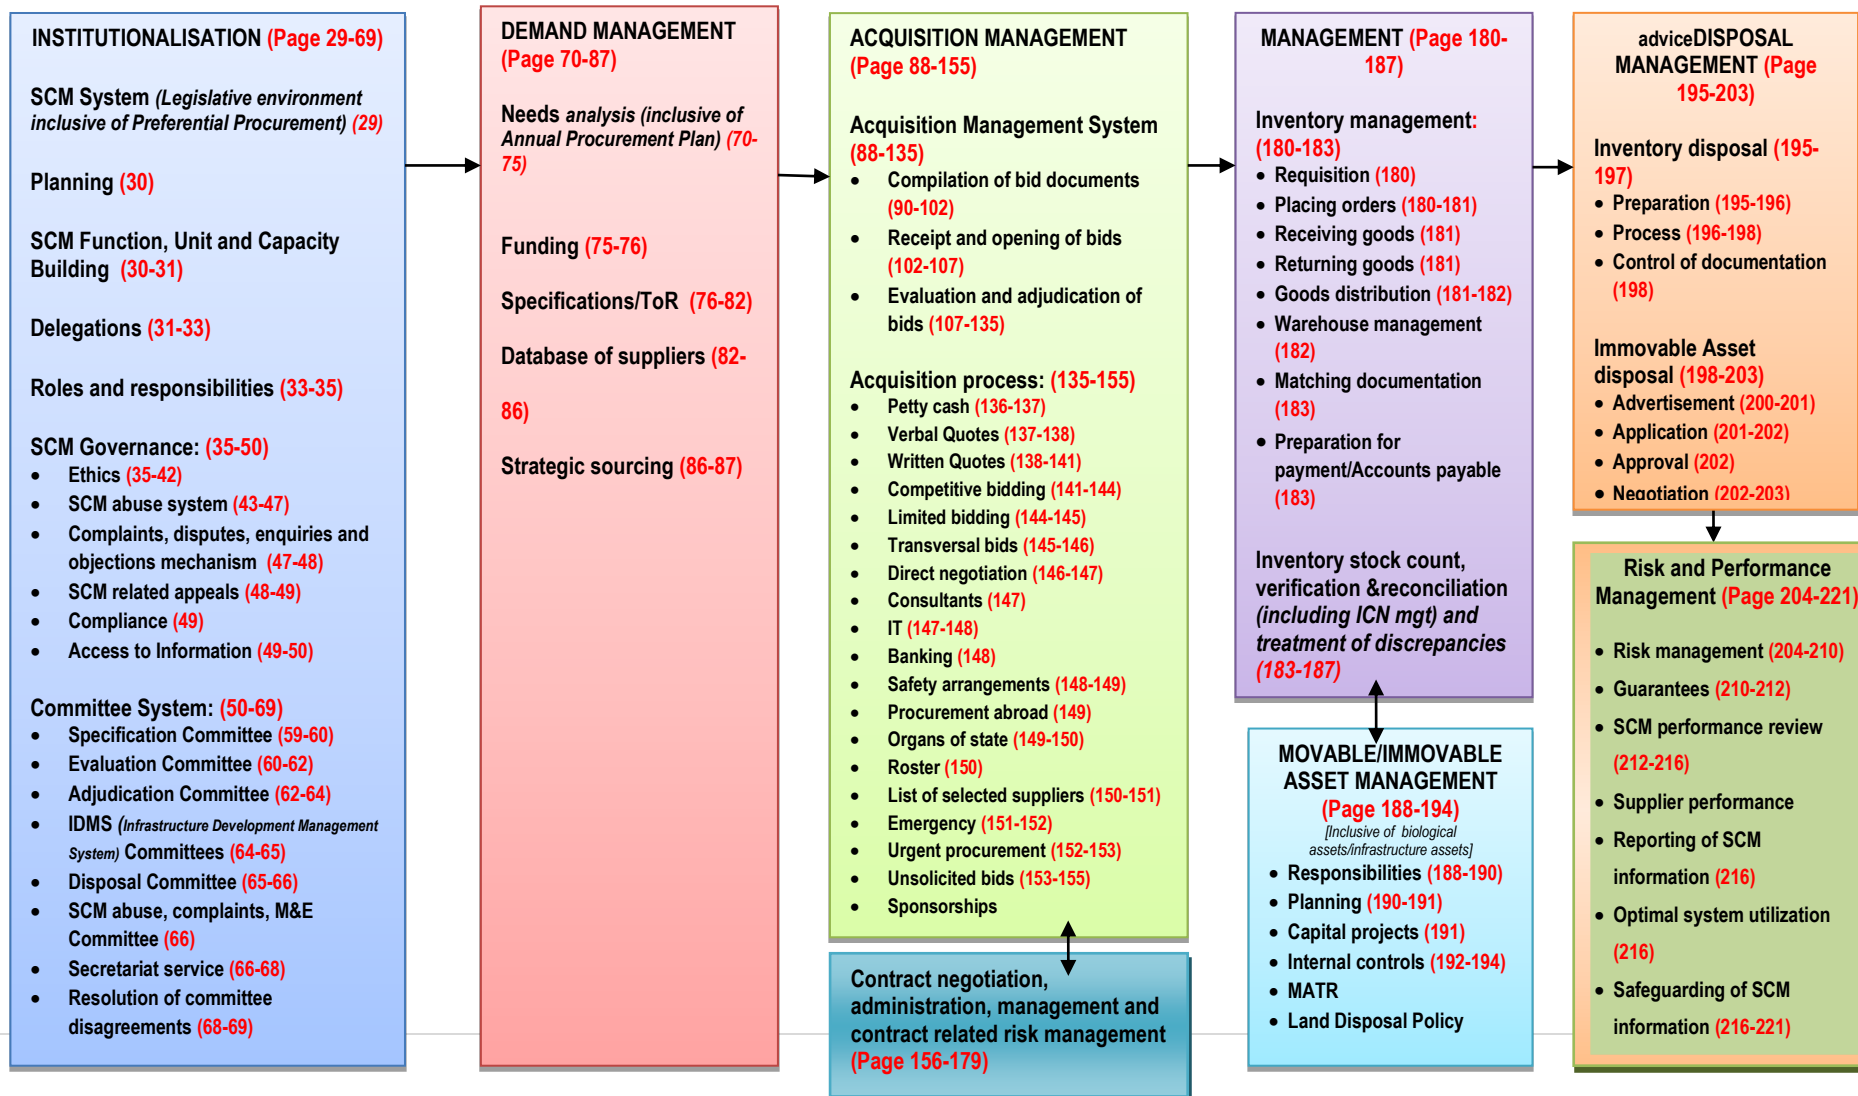 INSTITUTIONALISATION (Page 29-69)
SCM System (Legislative environment
inclusive of Preferential Procurement) (29)
Planning (30)
SCM Function, Unit and Capacity
Building (30-31)
Delegations (31-33)
Roles and responsibilities (33-35)
SCM Governance: (35-50)
• Ethics (35-42)
• SCM abuse system (43-47)
• Complaints, disputes, enquiries and
objections mechanism (47-48)
• SCM related appeals (48-49)
• Compliance (49)
• Access to Information (49-50)
Committee System: (50-69)
• Specification Committee (59-60)
• Evaluation Committee (60-62)
• Adjudication Committee (62-64)
• IDMS (Infrastructure Development Management
System) Committees (64-65)
• Disposal Committee (65-66)
• SCM abuse, complaints, M&E
Committee (66)
• Secretariat service (66-68)
• Resolution of committee
disagreements (68-69)
DEMAND MANAGEMENT
(Page 70-87)
Needs analysis (inclusive of
Annual Procurement Plan) (70-
75)
Funding (75-76)
Specifications/ToR (76-82)
Database of suppliers (82-
86)
Strategic sourcing (86-87)
ACQUISITION MANAGEMENT
(Page 88-155)
Acquisition Management System
(88-135)
• Compilation of bid documents
(90-102)
• Receipt and opening of bids
(102-107)
• Evaluation and adjudication of
bids (107-135)
Acquisition process: (135-155)
• Petty cash (136-137)
• Verbal Quotes (137-138)
• Written Quotes (138-141)
• Competitive bidding (141-144)
• Limited bidding (144-145)
• Transversal bids (145-146)
• Direct negotiation (146-147)
• Consultants (147)
• IT (147-148)
• Banking (148)
• Safety arrangements (148-149)
• Procurement abroad (149)
• Organs of state (149-150)
• Roster (150)
• List of selected suppliers (150-151)
• Emergency (151-152)
• Urgent procurement (152-153)
• Unsolicited bids (153-155)
• Sponsorships
Contract negotiation,
administration, management and
contract related risk management
(Page 156-179)
MANAGEMENT (Page 180-
187)
Inventory management:
(180-183)
• Requisition (180)
• Placing orders (180-181)
• Receiving goods (181)
• Returning goods (181)
• Goods distribution (181-182)
• Warehouse management
(182)
• Matching documentation
(183)
• Preparation for
payment/Accounts payable
(183)
Inventory stock count,
verification &reconciliation
(including ICN mgt) and
treatment of discrepancies
(183-187)
MOVABLE/IMMOVABLE
ASSET MANAGEMENT
(Page 188-194)
[Inclusive of biological
assets/infrastructure assets]
• Responsibilities (188-190)
• Planning (190-191)
• Capital projects (191)
• Internal controls (192-194)
• MATR
• Land Disposal Policy
adviceDISPOSAL
MANAGEMENT (Page
195-203)
Inventory disposal (195-
197)
• Preparation (195-196)
• Process (196-198)
• Control of documentation
(198)
Immovable Asset
disposal (198-203)
• Advertisement (200-201)
• Application (201-202)
• Approval (202)
• Negotiation (202-203)
Risk and Performance
Management (Page 204-221)
• Risk management (204-210)
• Guarantees (210-212)
• SCM performance review
(212-216)
• Supplier performance
• Reporting of SCM
information (216)
• Optimal system utilization
(216)
• Safeguarding of SCM
information (216-221)